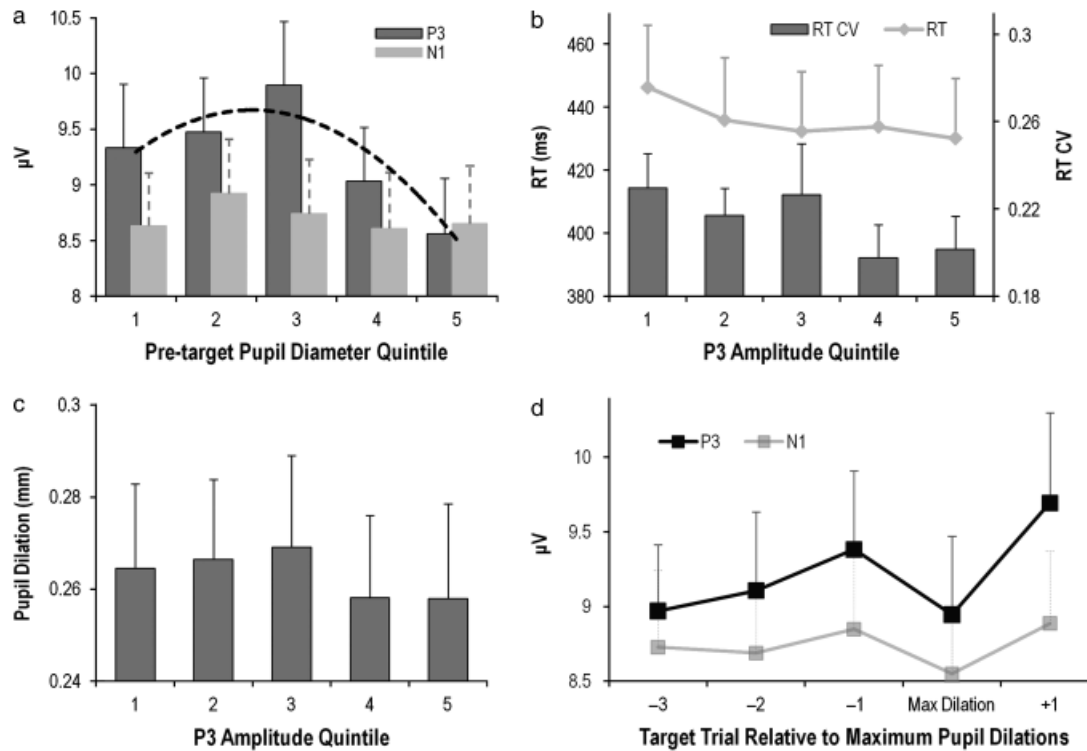 a
10.5
10
9.5
9
8.5
8
µV
P3
N1
1 2 3 4 5
Pre-target Pupil Diameter Quintile
b
460
440
420
400
380
RT (ms)
RT CV
RT
0.3
0.26
0.22
0.18
RT CV
1 2 3 4 5
P3 Amplitude Quintile
c
0.3
0.28
0.26
0.24
Pupil Dilation (mm)
1 2 3 4 5
P3 Amplitude Quintile
d
10
9.5
9
8.5
µV
P3
N1
–3 –2 –1 Max Dilation +1
Target Trial Relative to Maximum Pupil Dilations